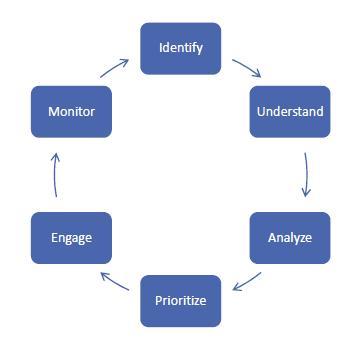 Identify
Understand
Analyze
Prioritize
Engage
Monitor